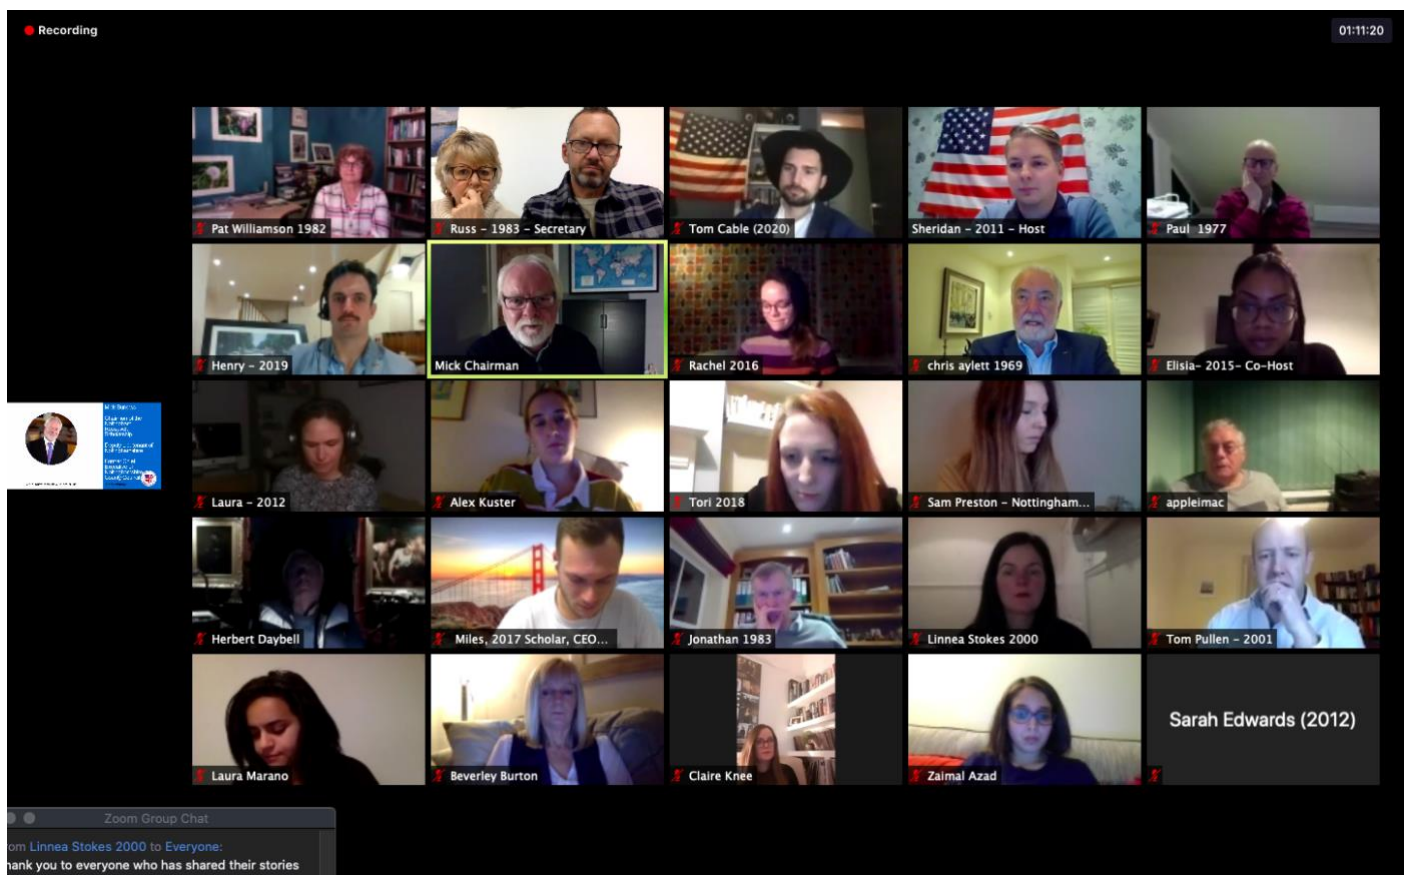 Recording
01:11:20
Pat Williamson 1982
Russ – 1983 – Secretary
Tom Cable (2020)
Sheridan – 2011 – Host
Paul 1977
Henry – 2019
Mick Chairman
Rachel 2016
chris aylett 1969
Elisia– 2015– Co-Host
Chairman of the
Laura – 2012
Alex Kuster
Tori 2018
Sam Preston – Nottingham...
appleimac
Herbert Daybell
Miles, 2017 Scholar, CEO...
Jonathan 1983
Linnea Stokes 2000
Tom Pullen – 2001
Laura Marano
Beverley Burton
Claire Knee
Zaimal Azad
Sarah Edwards (2012)
Zoom Group Chat
om Linnea Stokes 2000 to Everyone:
hank you to everyone who has shared their stories